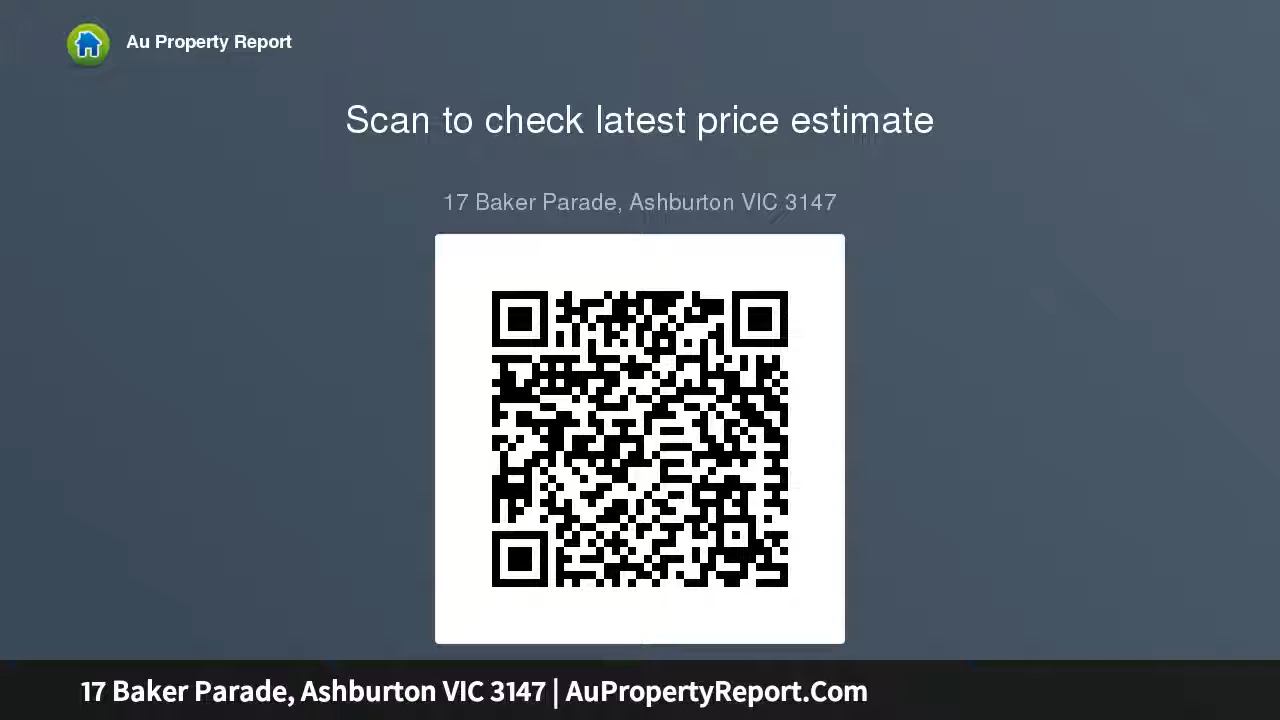 Au Property Report
Scan to check latest price estimate
17 Baker Parade, Ashburton VIC 3147
17 Baker Parade, Ashburton VIC 3147 | AuPropertyReport.Com